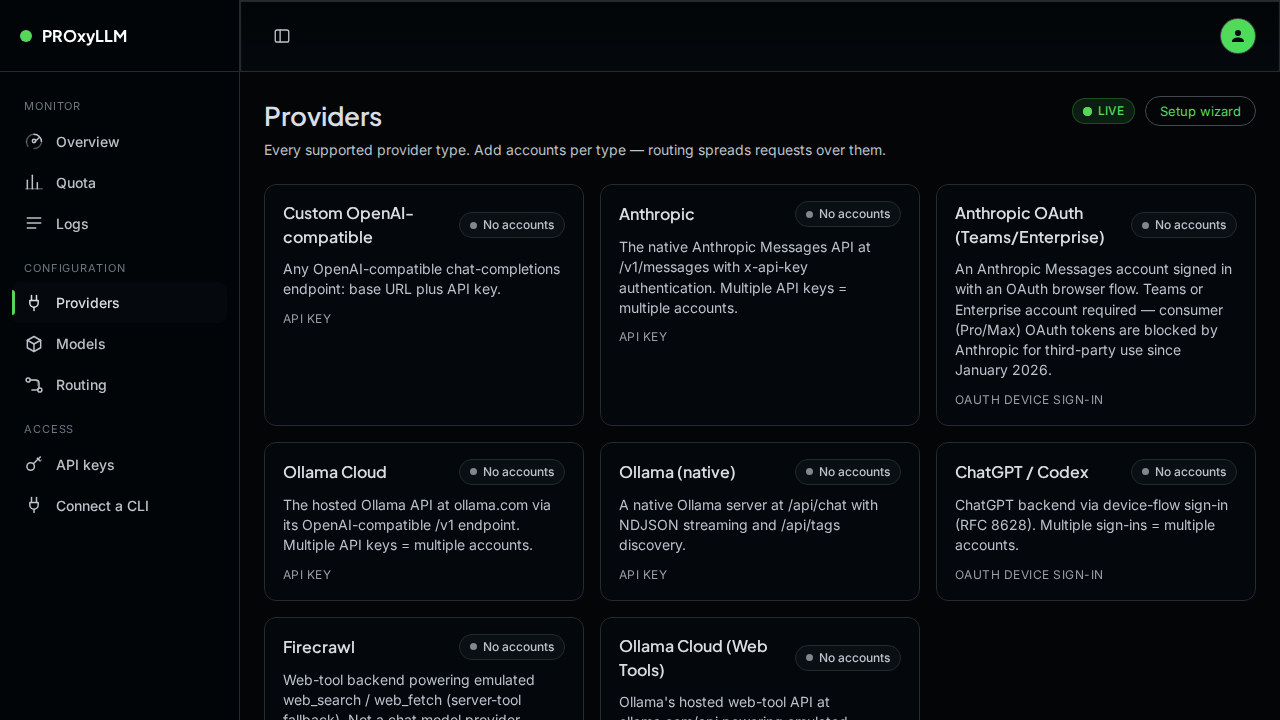 PROxyLLM
MONITOR
Overview
Quota
Logs
CONFIGURATION
Providers
Models
Routing
ACCESS
API keys
Connect a CLI
Providers
LIVE
Setup wizard
Every supported provider type. Add accounts per type — routing spreads requests over them.
Custom OpenAI-
compatible
No accounts
Any OpenAI-compatible chat-completions
endpoint: base URL plus API key.
API KEY
Anthropic
No accounts
The native Anthropic Messages API at
/v1/messages with x-api-key
authentication. Multiple API keys =
multiple accounts.
API KEY
Anthropic OAuth
(Teams/Enterprise)
No accounts
An Anthropic Messages account signed in
with an OAuth browser flow. Teams or
Enterprise account required — consumer
(Pro/Max) OAuth tokens are blocked by
Anthropic for third-party use since
January 2026.
OAUTH DEVICE SIGN-IN
Ollama Cloud
No accounts
The hosted Ollama API at ollama.com via
its OpenAI-compatible /v1 endpoint.
Multiple API keys = multiple accounts.
API KEY
Ollama (native)
No accounts
A native Ollama server at /api/chat with
NDJSON streaming and /api/tags
discovery.
API KEY
ChatGPT / Codex
No accounts
ChatGPT backend via device-flow sign-in
(RFC 8628). Multiple sign-ins = multiple
accounts.
OAUTH DEVICE SIGN-IN
Firecrawl
No accounts
Web-tool backend powering emulated
web_search / web_fetch (server-tool
fallback). Not a chat model provider
Ollama Cloud (Web
Tools)
No accounts
Ollama's hosted web-tool API at
ollama.com/api powering emulated